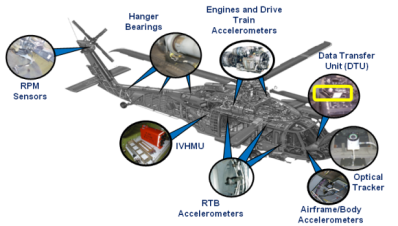 Hanger
Bearings
Engines and Drive
Train
Accelerometers
Data Transfer
Unit (DTU)
RPM
Sensors
IVHMU
RTB
Accelerometers
Optical
Tracker
Airframe/Body
Accelerometers